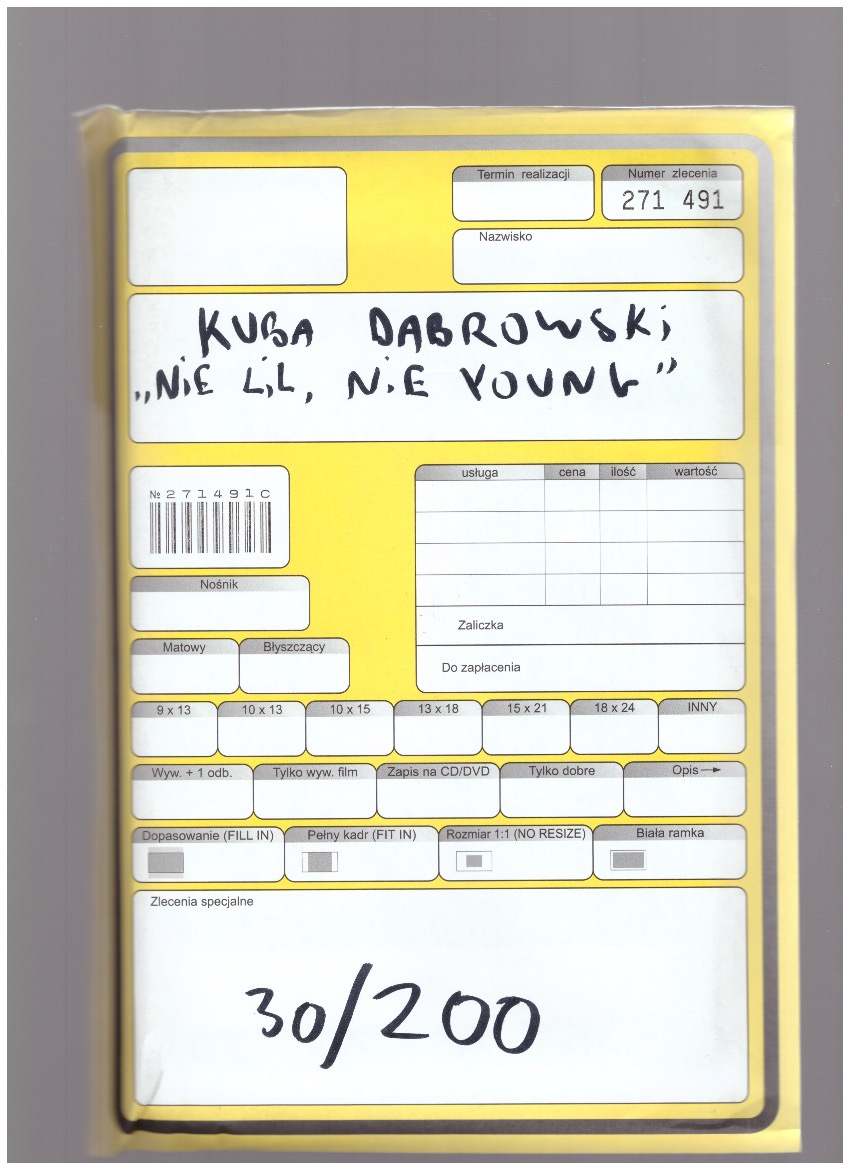 Termin realizacji
Numer zlecenia
271 491
Nazwisko
KUBA DABROWSKi
„NiE LiL, NiE YOUNG”
№ 271491C
usługa cena ilość wartość
Nośnik
Zaliczka
Matowy Błyszczący
Do zapłacenia
9 x 13 10 x 13 10 x 15 13 x 18 15 x 21 18 x 24 INNY
Wyw. + 1 odb. Tylko wyw. film Zapis na CD/DVD Tylko dobre Opis →
Dopasowanie (FILL IN) Pełny kadr (FIT IN) Rozmiar 1:1 (NO RESIZE) Biała ramka
Zlecenia specjalne
30/200